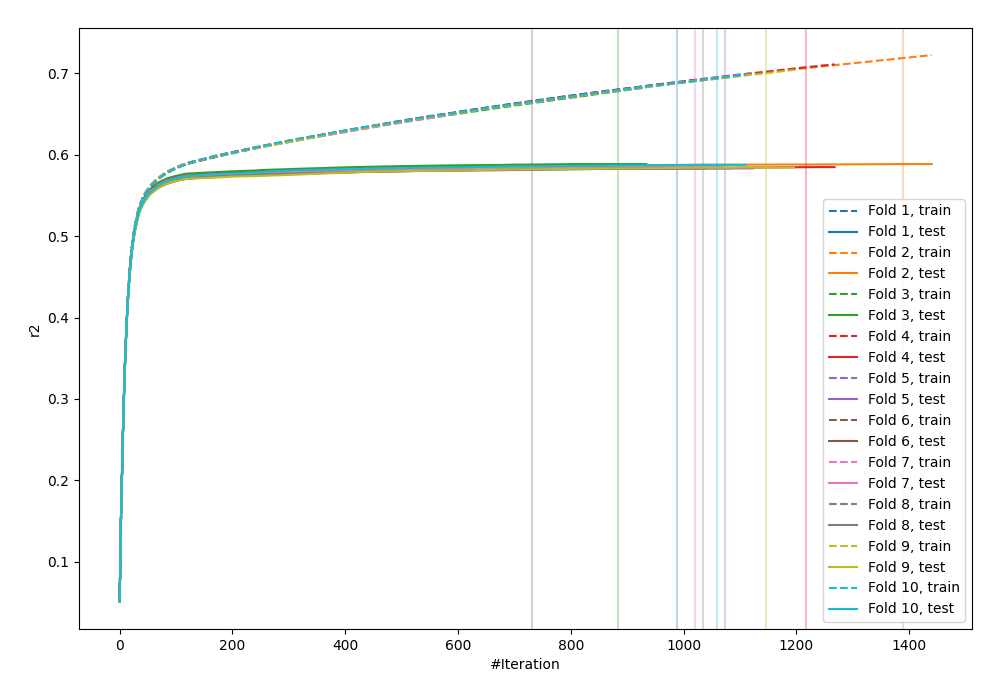 0.7
0.6
0.5
0.4
0.3
0.2
0.1
r2
0
200
400
600
800
1000
1200
1400
#Iteration
Fold 1, train
Fold 1, test
Fold 2, train
Fold 2, test
Fold 3, train
Fold 3, test
Fold 4, train
Fold 4, test
Fold 5, train
Fold 5, test
Fold 6, train
Fold 6, test
Fold 7, train
Fold 7, test
Fold 8, train
Fold 8, test
Fold 9, train
Fold 9, test
Fold 10, train
Fold 10, test